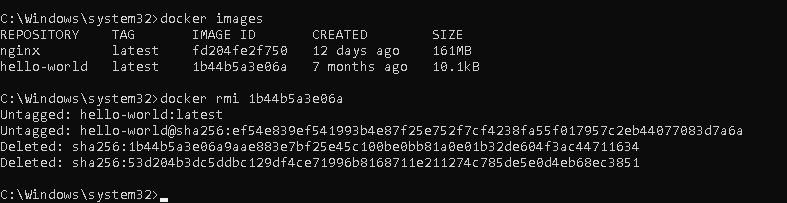 C:\Windows\system32>docker images
REPOSITORY    TAG       IMAGE ID       CREATED        SIZE
nginx         latest    fd204fe2f750   12 days ago    161MB
hello-world   latest    1b44b5a3e06a   7 months ago   10.1kB
C:\Windows\system32>docker rmi 1b44b5a3e06a
Untagged: hello-world:latest
Untagged: hello-world@sha256:ef54e839ef541993b4e87f25e752f7cf4238fa55f017957c2eb44077083d7a6a
Deleted: sha256:1b44b5a3e06a9aae883e7bf25e45c100be0bb81a0e01b32de604f3ac44711634
Deleted: sha256:53d204b3dc5ddbc129df4ce71996b8168711e211274c785de5e0d4eb68ec3851
C:\Windows\system32>